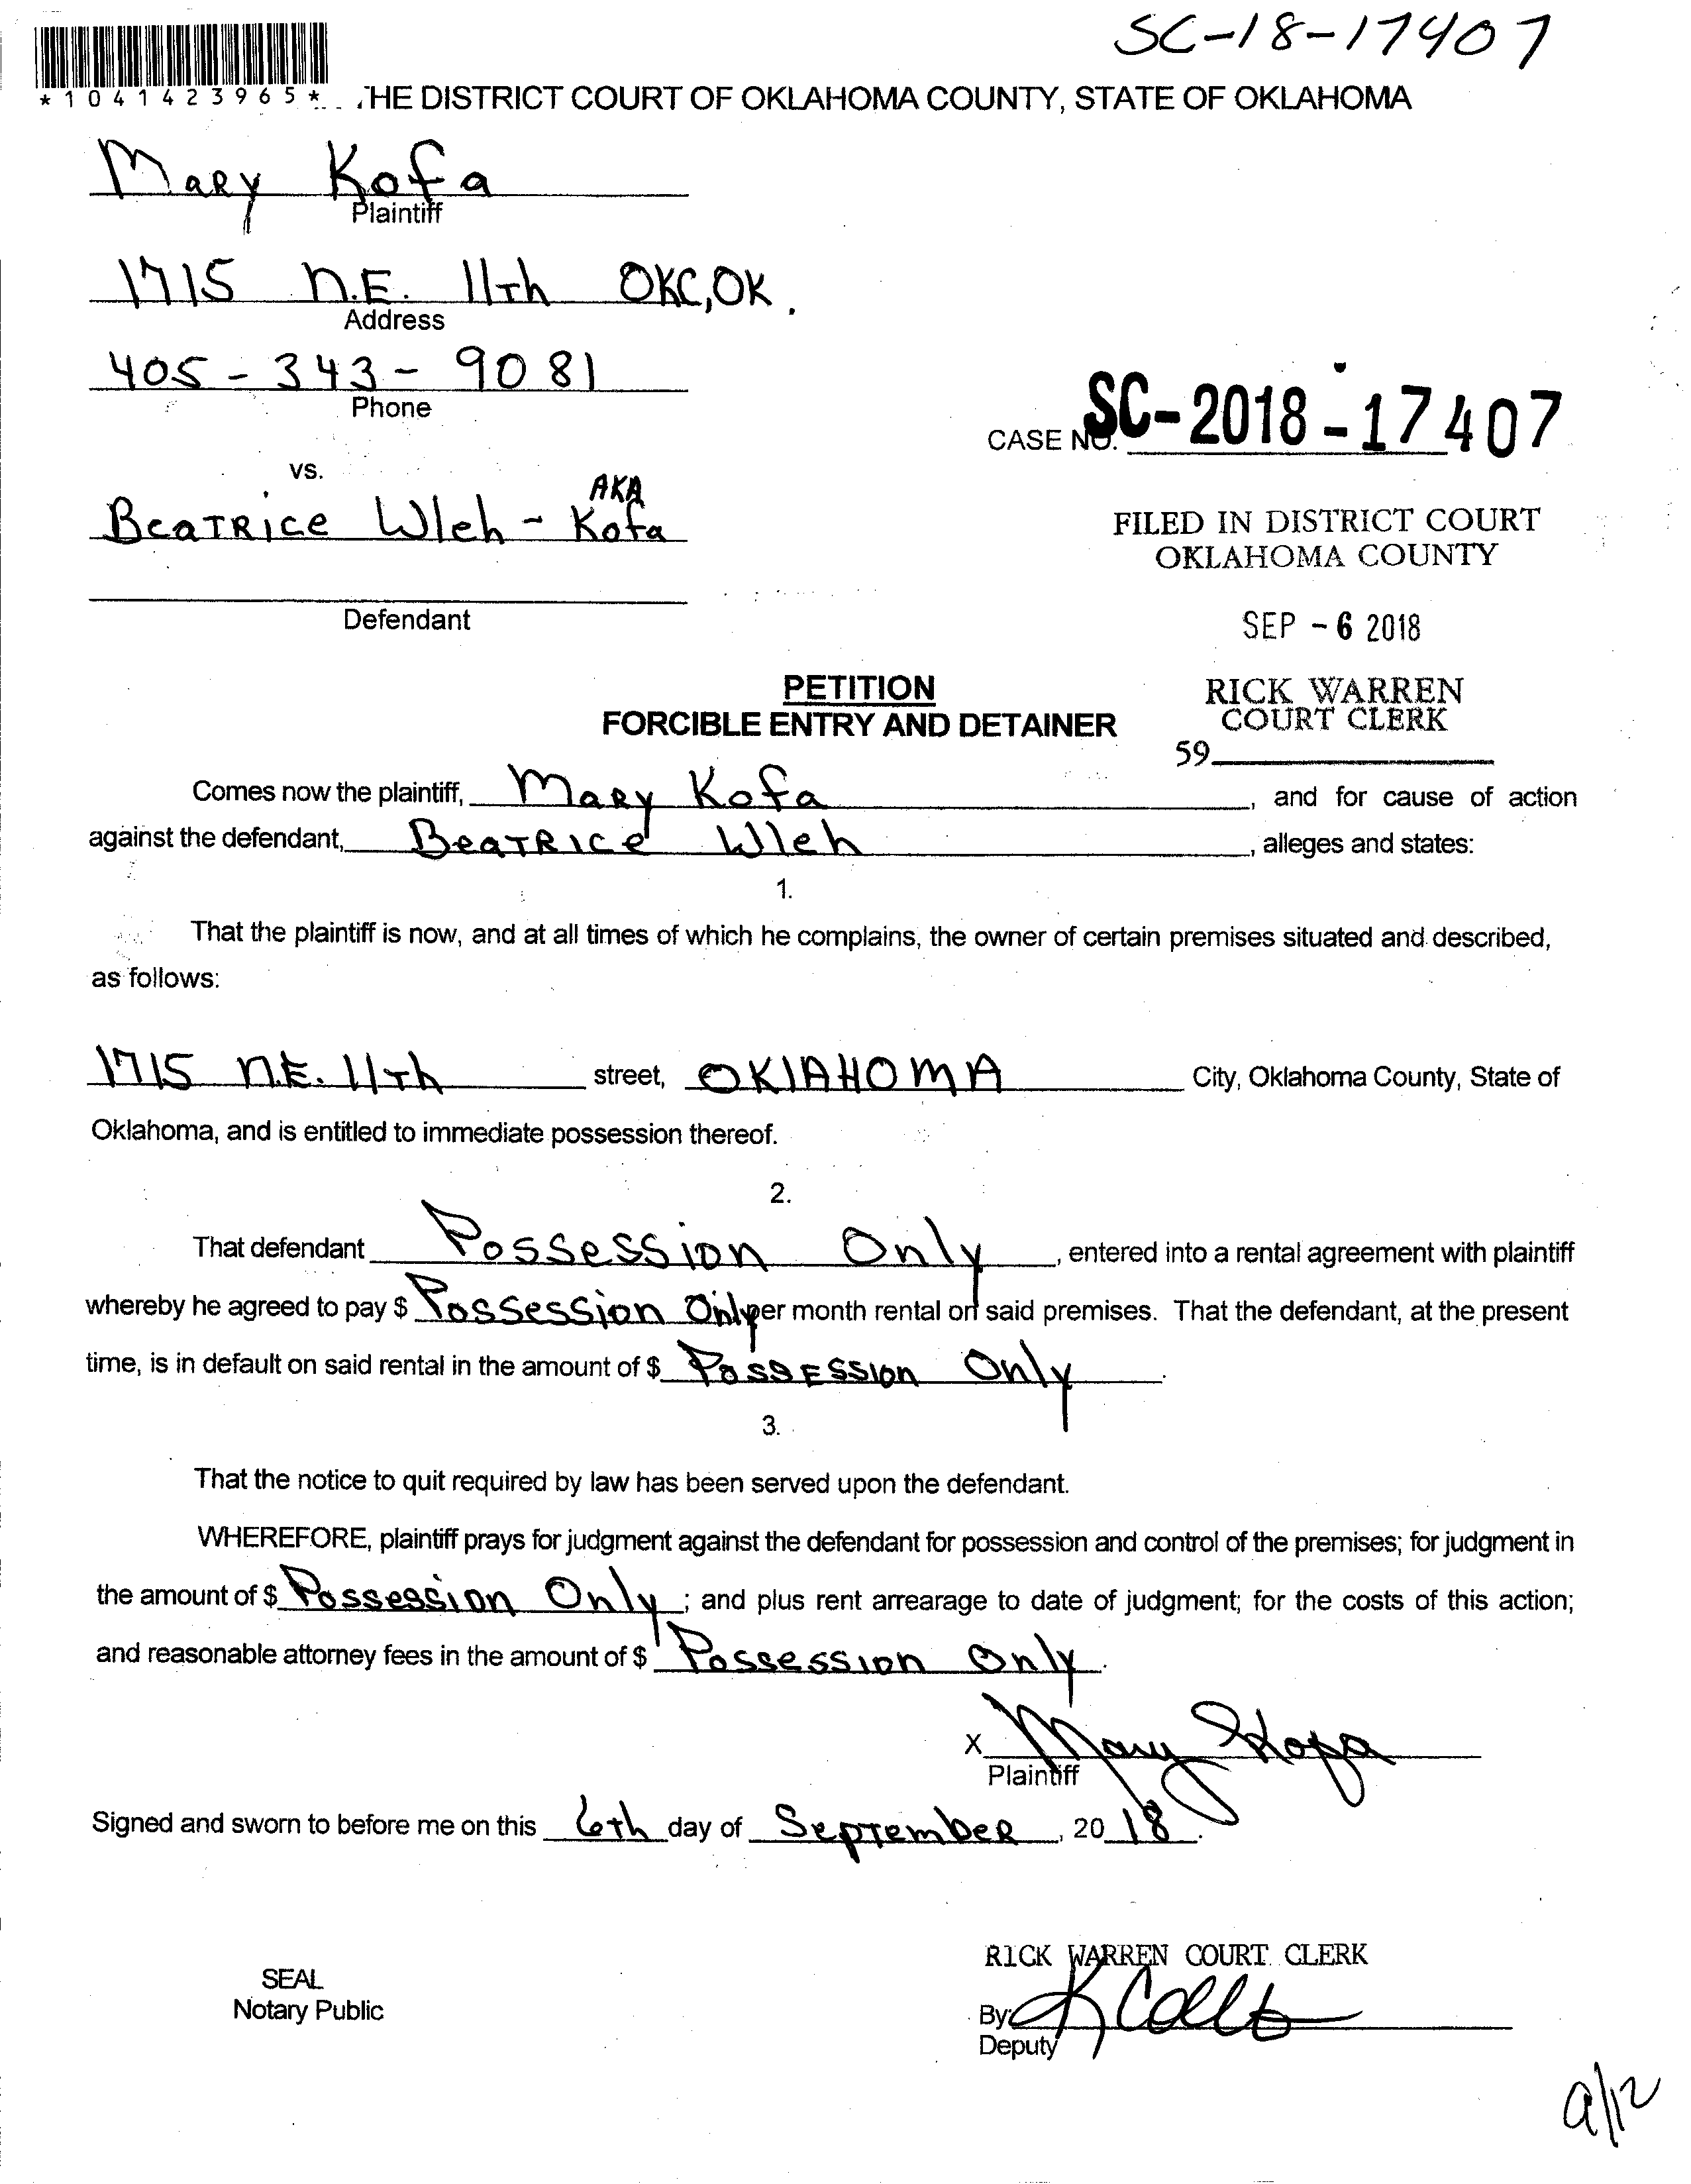 SC-18-17407
*1041423965* THE DISTRICT COURT OF OKLAHOMA COUNTY, STATE OF OKLAHOMA
Mary Kofa
Plaintiff
1715 N.E. 11th OKC, OK.
Address
405-343-9081
Phone
CASE NO. SC-2018-17407
vs.
AKA
Beatrice Wleh - Kofa
FILED IN DISTRICT COURT
OKLAHOMA COUNTY
Defendant
SEP -6 2018
PETITION
FORCIBLE ENTRY AND DETAINER
RICK WARREN
COURT CLERK
59
Comes now the plaintiff, Mary Kofa, and for cause of action
against the defendant, Beatrice Wleh, alleges and states:
1.
That the plaintiff is now, and at all times of which he complains, the owner of certain premises situated and described,
as follows:
1715 N.E. 11th street, OKlAHOMA City, Oklahoma County, State of
Oklahoma, and is entitled to immediate possession thereof.
2.
That defendant Possession Only, entered into a rental agreement with plaintiff
whereby he agreed to pay $ Possession Only per month rental on said premises. That the defendant, at the present
time, is in default on said rental in the amount of $ Possession Only.
3.
That the notice to quit required by law has been served upon the defendant.
WHEREFORE, plaintiff prays for judgment against the defendant for possession and control of the premises; for judgment in
the amount of $ Possession Only; and plus rent arrearage to date of judgment; for the costs of this action;
and reasonable attorney fees in the amount of $ Possession Only.
X Mary Kofa
Plaintiff
Signed and sworn to before me on this 6th day of September, 2018.
RICK WARREN COURT CLERK
SEAL
Notary Public
By:
Deputy
9/12